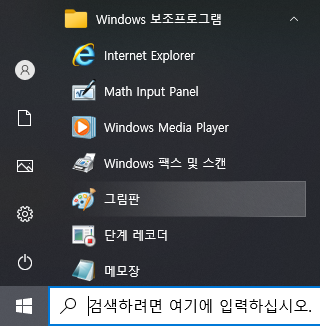 Windows 보조프로그램
Internet Explorer
Math Input Panel
Windows Media Player
Windows 팩스 및 스캔
그림판
단계 레코더
메모장
검색하려면 여기에 입력하십시오.